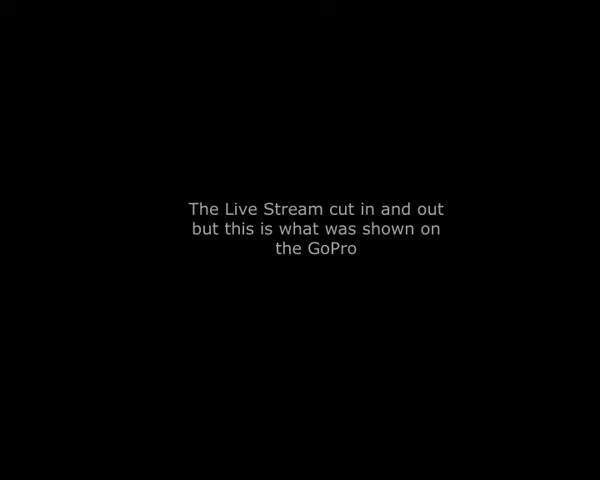 The Live Stream cut in and out
but this is what was shown on
the GoPro